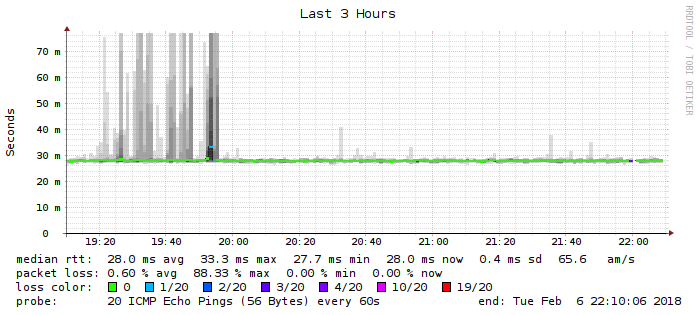 Last 3 Hours
RRDTOOL / TOBI OETIKER
Seconds
70 m
60 m
50 m
40 m
30 m
20 m
10 m
0
19:20 19:40 20:00 20:20 20:40 21:00 21:20 21:40 22:00
median rtt: 28.0 ms avg 33.3 ms max 27.7 ms min 28.0 ms now 0.4 ms sd 65.6 am/s
packet loss: 0.60 % avg 88.33 % max 0.00 % min 0.00 % now
loss color: 0 1/20 2/20 3/20 4/20 10/20 19/20
probe: 20 ICMP Echo Pings (56 Bytes) every 60s end: Tue Feb 6 22:10:06 2018